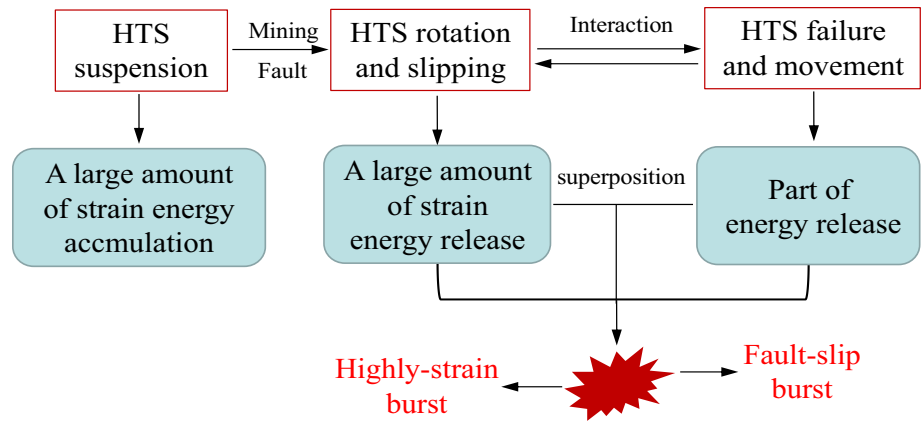 HTS
suspension
Mining
Fault
HTS rotation
and slipping
Interaction
HTS failure
and movement
A large amount
of strain energy
accmulation
A large amount
of strain
energy release
superposition
Part of
energy release
Highly-strain
burst
Fault-slip
burst